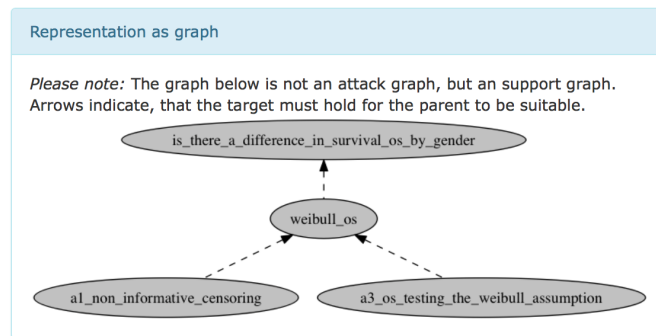 Representation as graph
Please note: The graph below is not an attack graph, but an support graph.
Arrows indicate, that the target must hold for the parent to be suitable.
is_there_a_difference_in_survival_os_by_gender
weibull_os
a1_non_informative_censoring
a3_os_testing_the_weibull_assumption